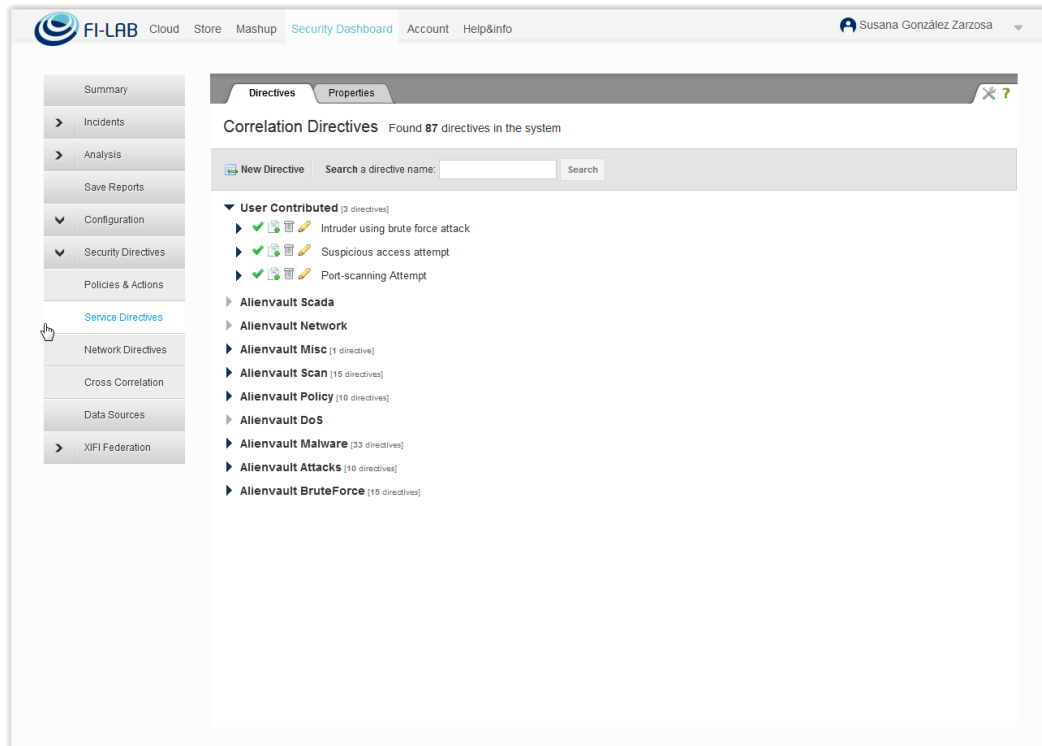 FI-LAB Cloud Store Mashup Security Dashboard Account Help&info Susana González Zarzosa
Summary
Incidents
Analysis
Save Reports
Configuration
Security Directives
Policies & Actions
Service Directives
Network Directives
Cross Correlation
Data Sources
XIFI Federation
Directives Properties ?
Correlation Directives Found 87 directives in the system
New Directive Search a directive name: Search
User Contributed [3 directives]
Intruder using brute force attack
Suspicious access attempt
Port-scanning Attempt
Alienvault Scada
Alienvault Network
Alienvault Misc [1 directive]
Alienvault Scan [15 directives]
Alienvault Policy [10 directives]
Alienvault DoS
Alienvault Malware [33 directives]
Alienvault Attacks [10 directives]
Alienvault BruteForce [15 directives]